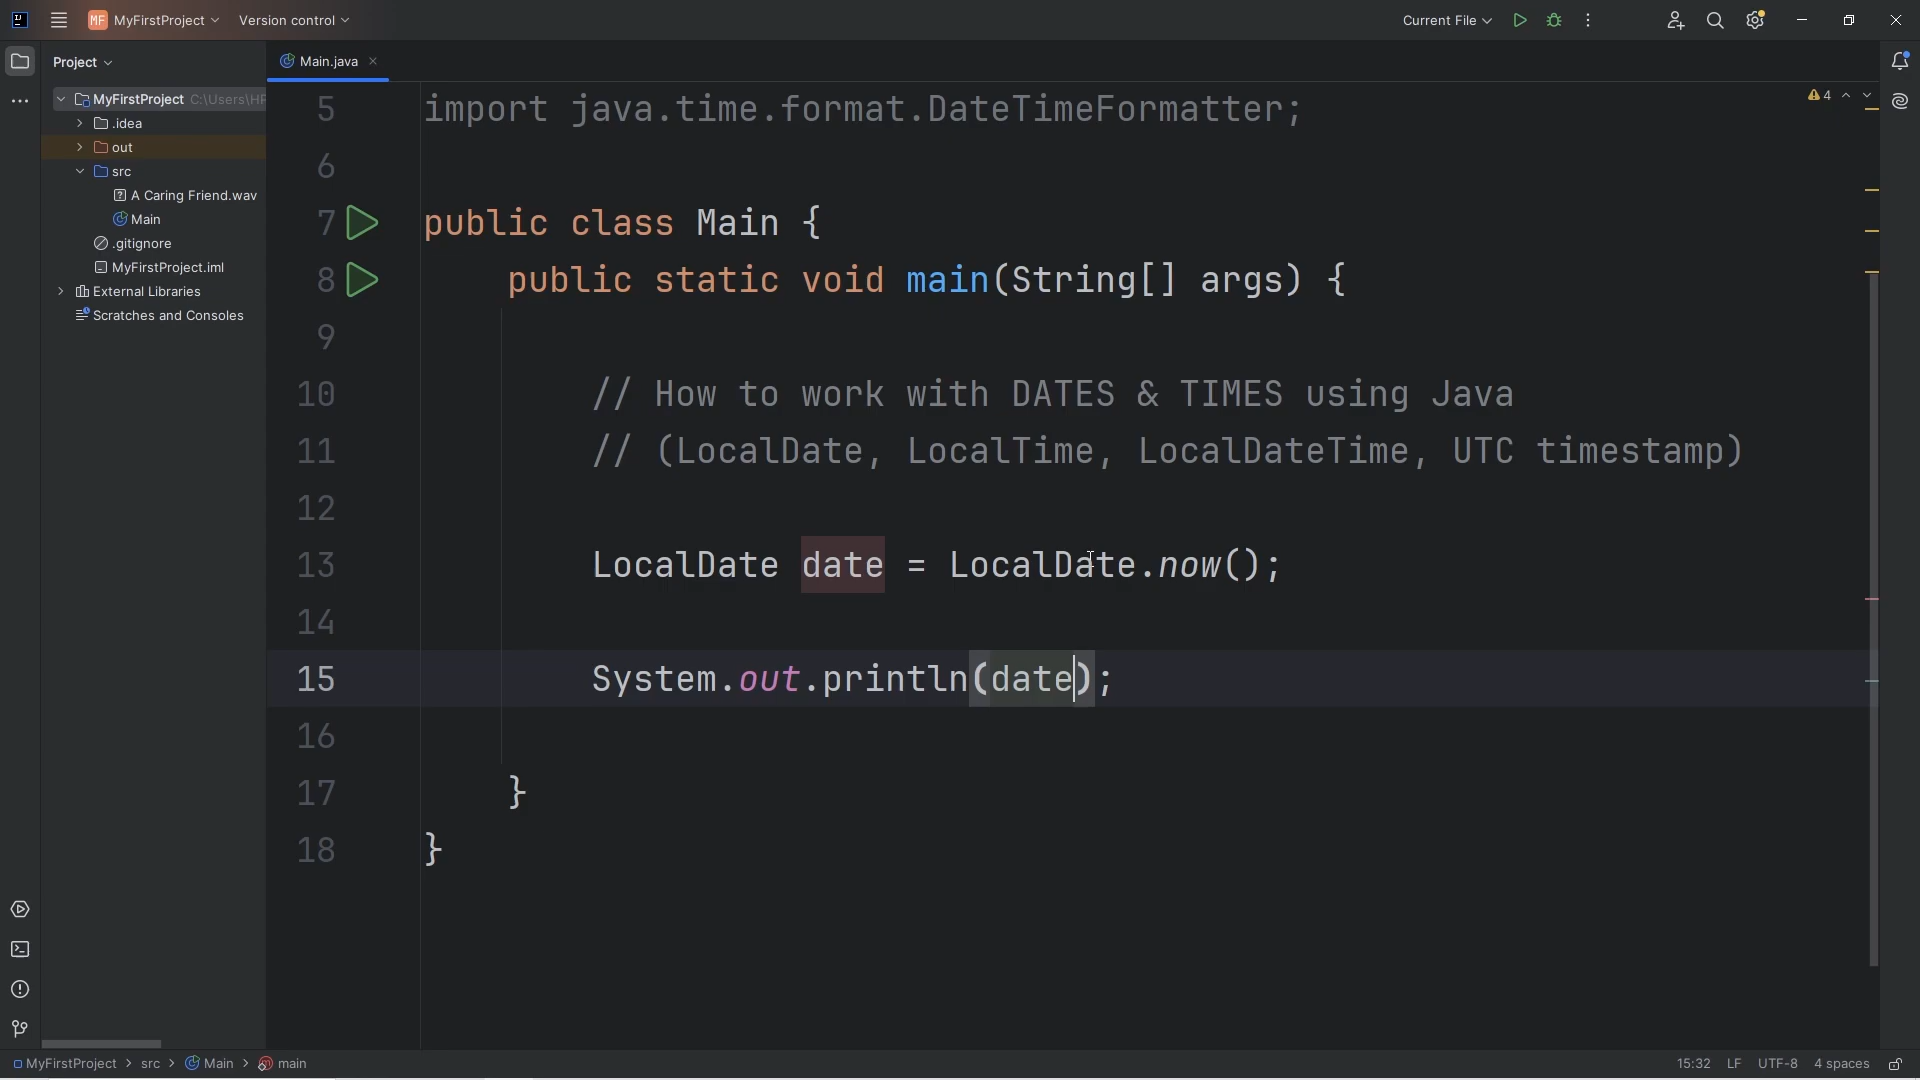 MF MyFirstProject Version control Current File
Project
Main.java
MyFirstProject C:\Users\HP
.idea
out
src
A Caring Friend.wav
Main
.gitignore
MyFirstProject.iml
External Libraries
Scratches and Consoles
4
5 import java.time.format.DateTimeFormatter;
6
7 public class Main {
8 public static void main(String[] args) {
9
10 // How to work with DATES & TIMES using Java
11 // (LocalDate, LocalTime, LocalDateTime, UTC timestamp)
12
13 LocalDate date = LocalDate.now();
14
15 System.out.println(date);
16
17 }
18 }
MyFirstProject > src > Main > main 15:32 LF UTF-8 4 spaces